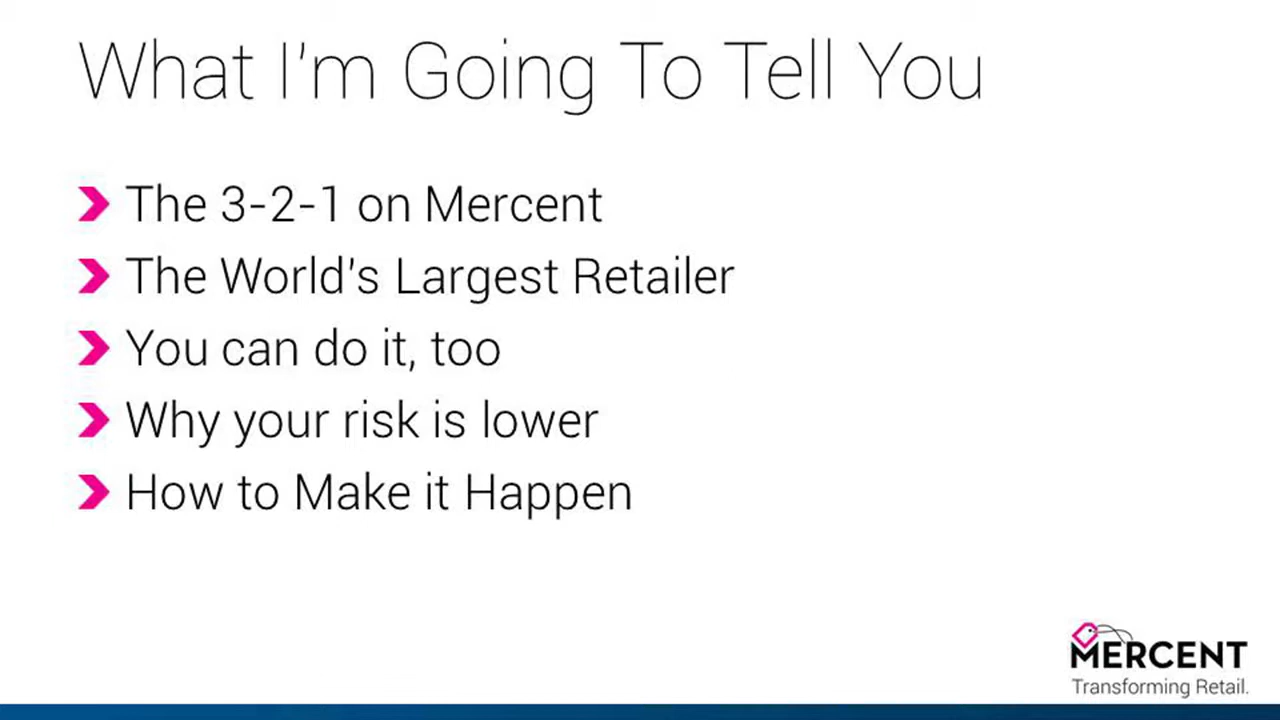 What I'm Going To Tell You
The 3-2-1 on Mercent
The World's Largest Retailer
You can do it, too
Why your risk is lower
How to Make it Happen
MERCENT
Transforming Retail.